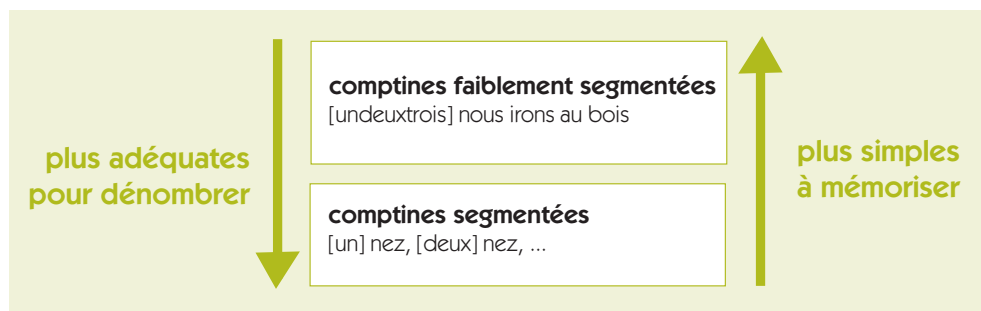 plus adéquates
pour dénombrer
comptines faiblement segmentées
[undeuxtrois] nous irons au bois
comptines segmentées
[un] nez, [deux] nez, ...
plus simples
à mémoriser